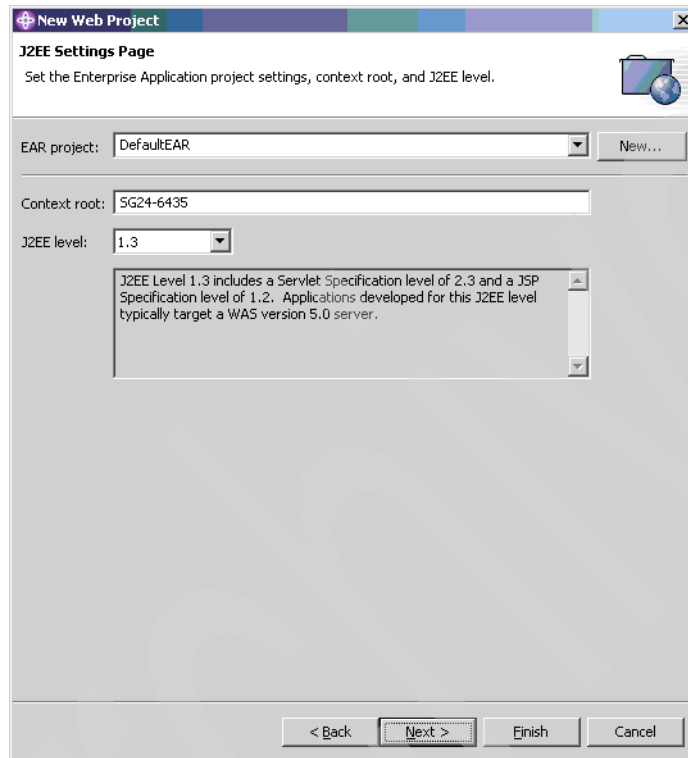 New Web Project
J2EE Settings Page
Set the Enterprise Application project settings, context root, and J2EE level.
EAR project: DefaultEAR New...
Context root: SG24-6435
J2EE level: 1.3
J2EE Level 1.3 includes a Servlet Specification level of 2.3 and a JSP
Specification level of 1.2. Applications developed for this J2EE level
typically target a WAS version 5.0 server.
< Back Next > Finish Cancel